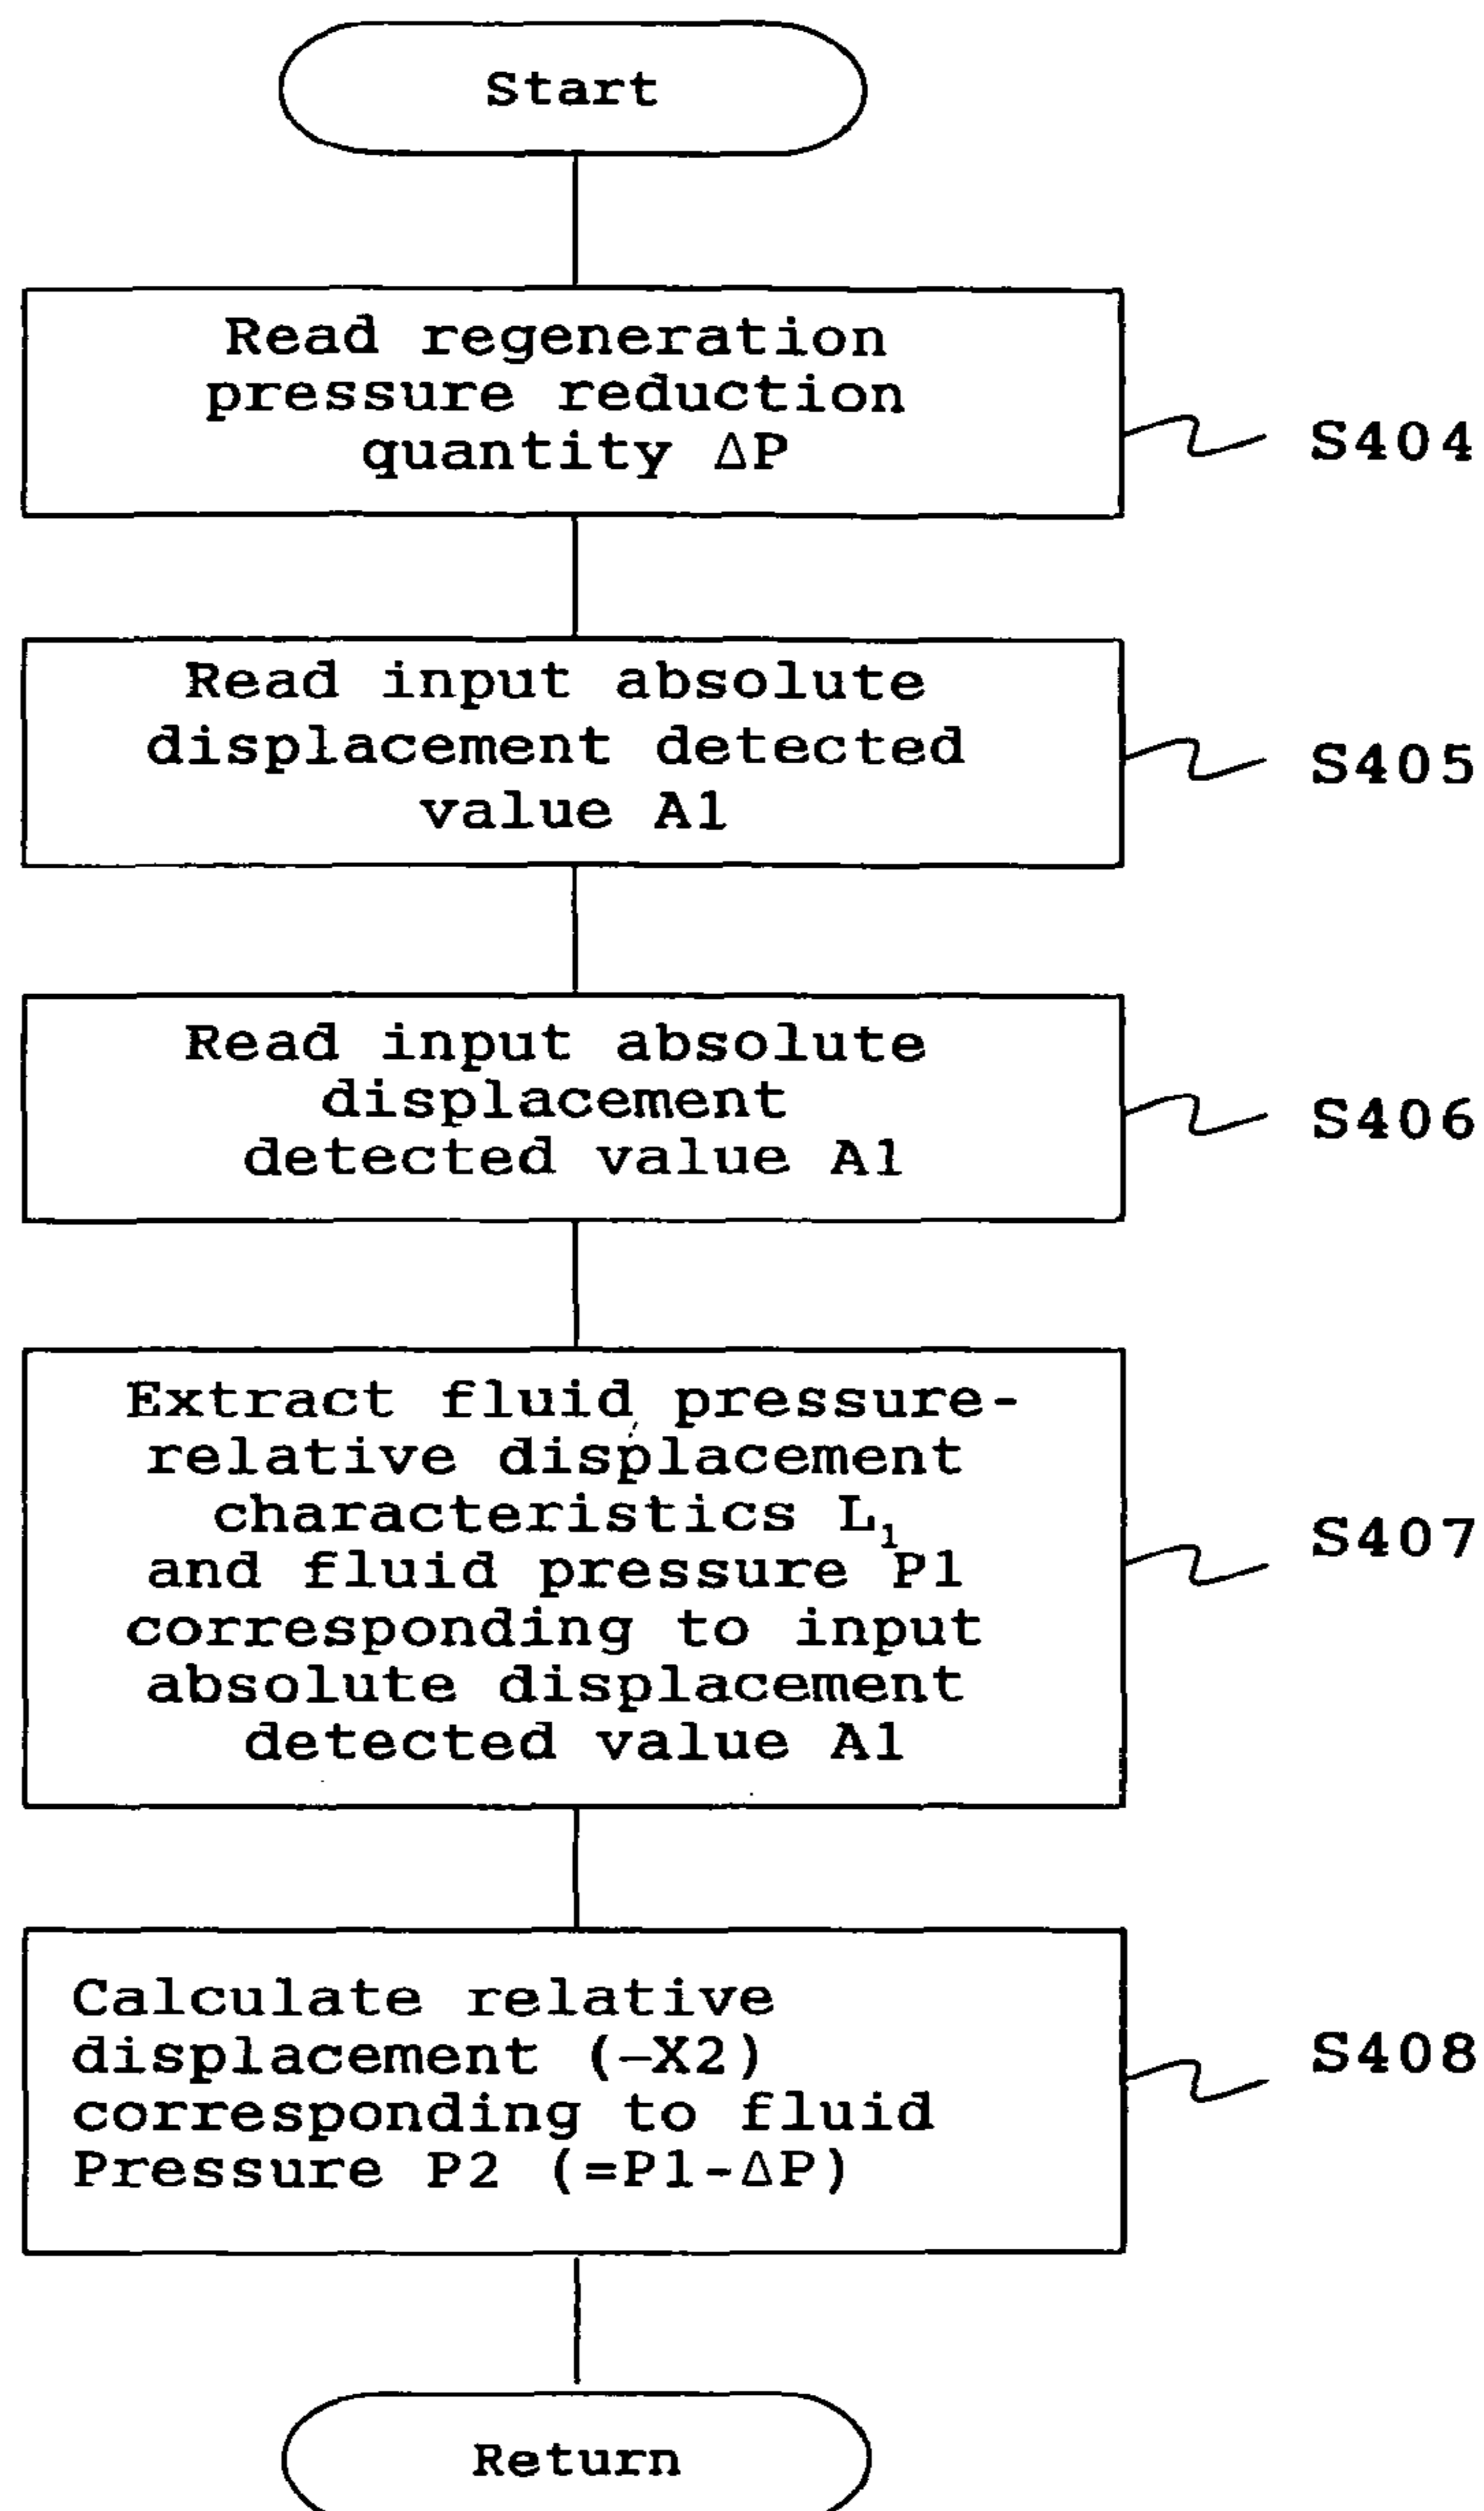 Start
Read regeneration
pressure reduction
quantity ΔP
S404
Read input absolute
displacement detected
value A1
S405
Read input absolute
displacement
detected value A1
S406
Extract fluid pressure-
relative displacement
characteristics L₁
and fluid pressure P1
corresponding to input
absolute displacement
detected value A1
S407
Calculate relative
displacement (−X2)
corresponding to fluid
Pressure P2 (=P1-ΔP)
S408
Return